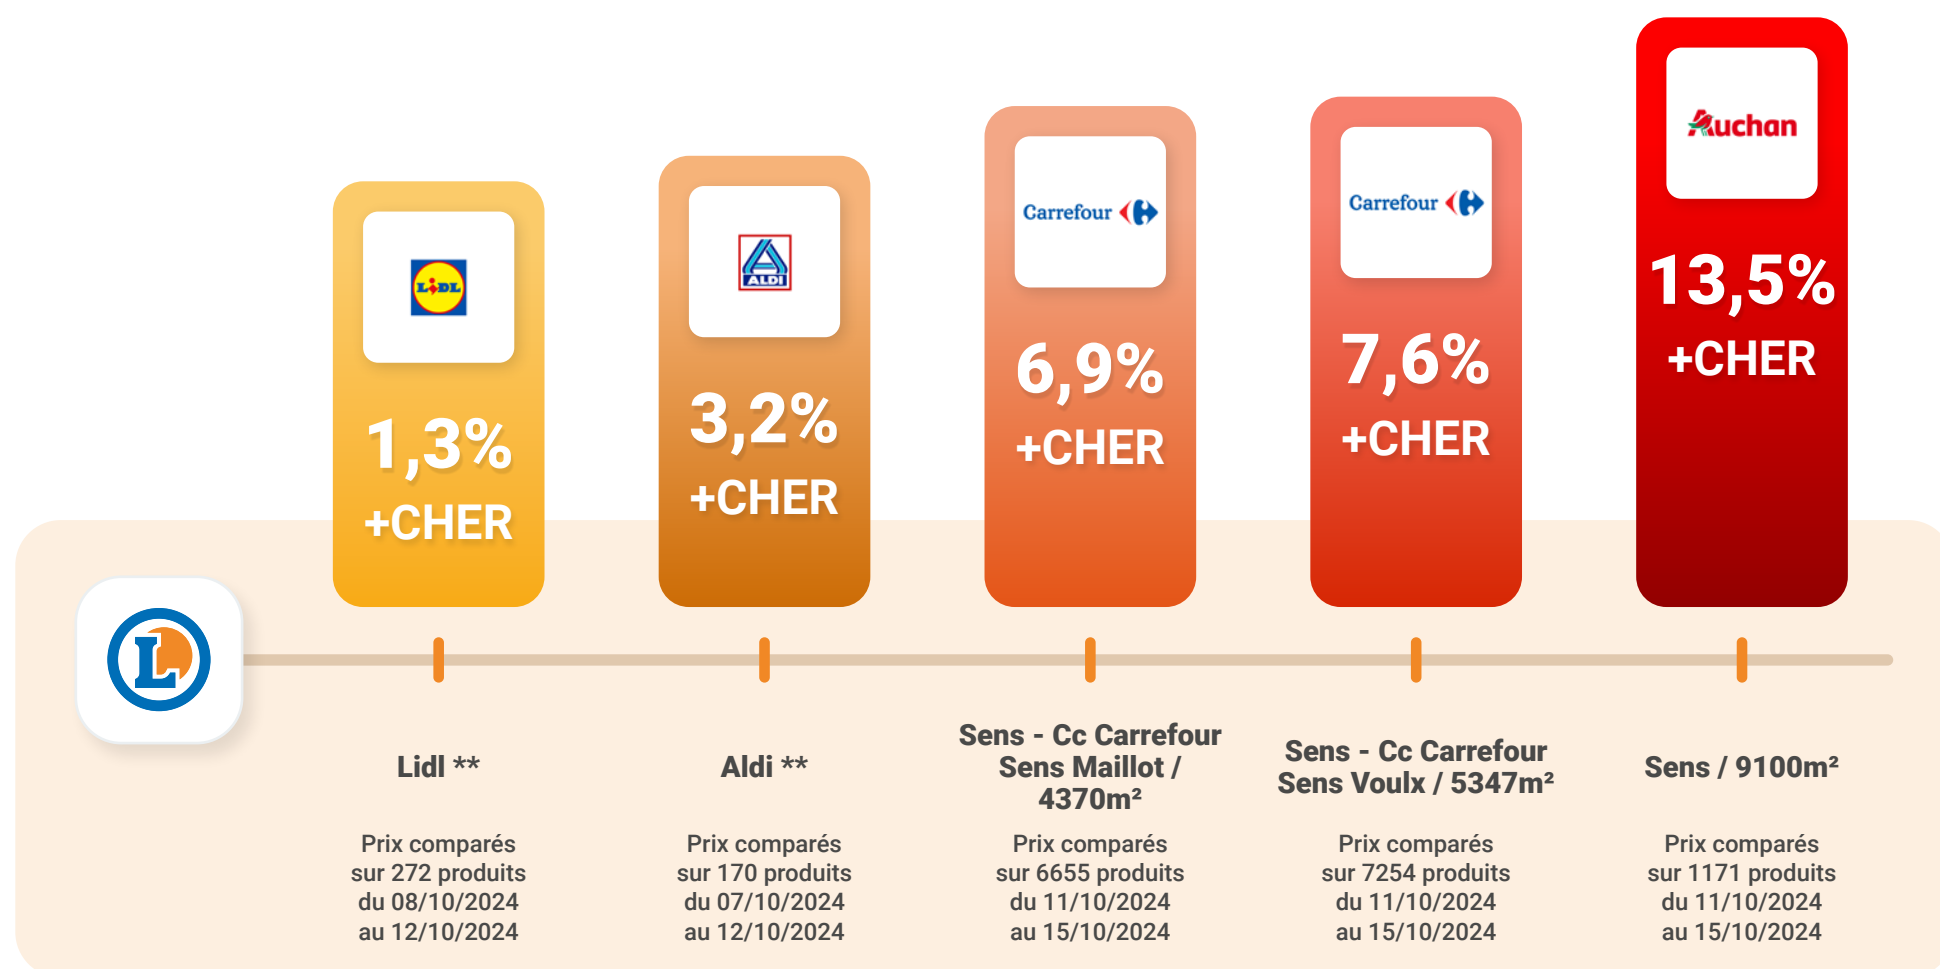 LIDL
1,3%
+CHER
ALDI
3,2%
+CHER
Carrefour
6,9%
+CHER
Carrefour
7,6%
+CHER
Auchan
13,5%
+CHER
L
Lidl **
Prix comparés
sur 272 produits
du 08/10/2024
au 12/10/2024
Aldi **
Prix comparés
sur 170 produits
du 07/10/2024
au 12/10/2024
Sens - Cc Carrefour
Sens Maillot /
4370m²
Prix comparés
sur 6655 produits
du 11/10/2024
au 15/10/2024
Sens - Cc Carrefour
Sens Voulx / 5347m²
Prix comparés
sur 7254 produits
du 11/10/2024
au 15/10/2024
Sens / 9100m²
Prix comparés
sur 1171 produits
du 11/10/2024
au 15/10/2024